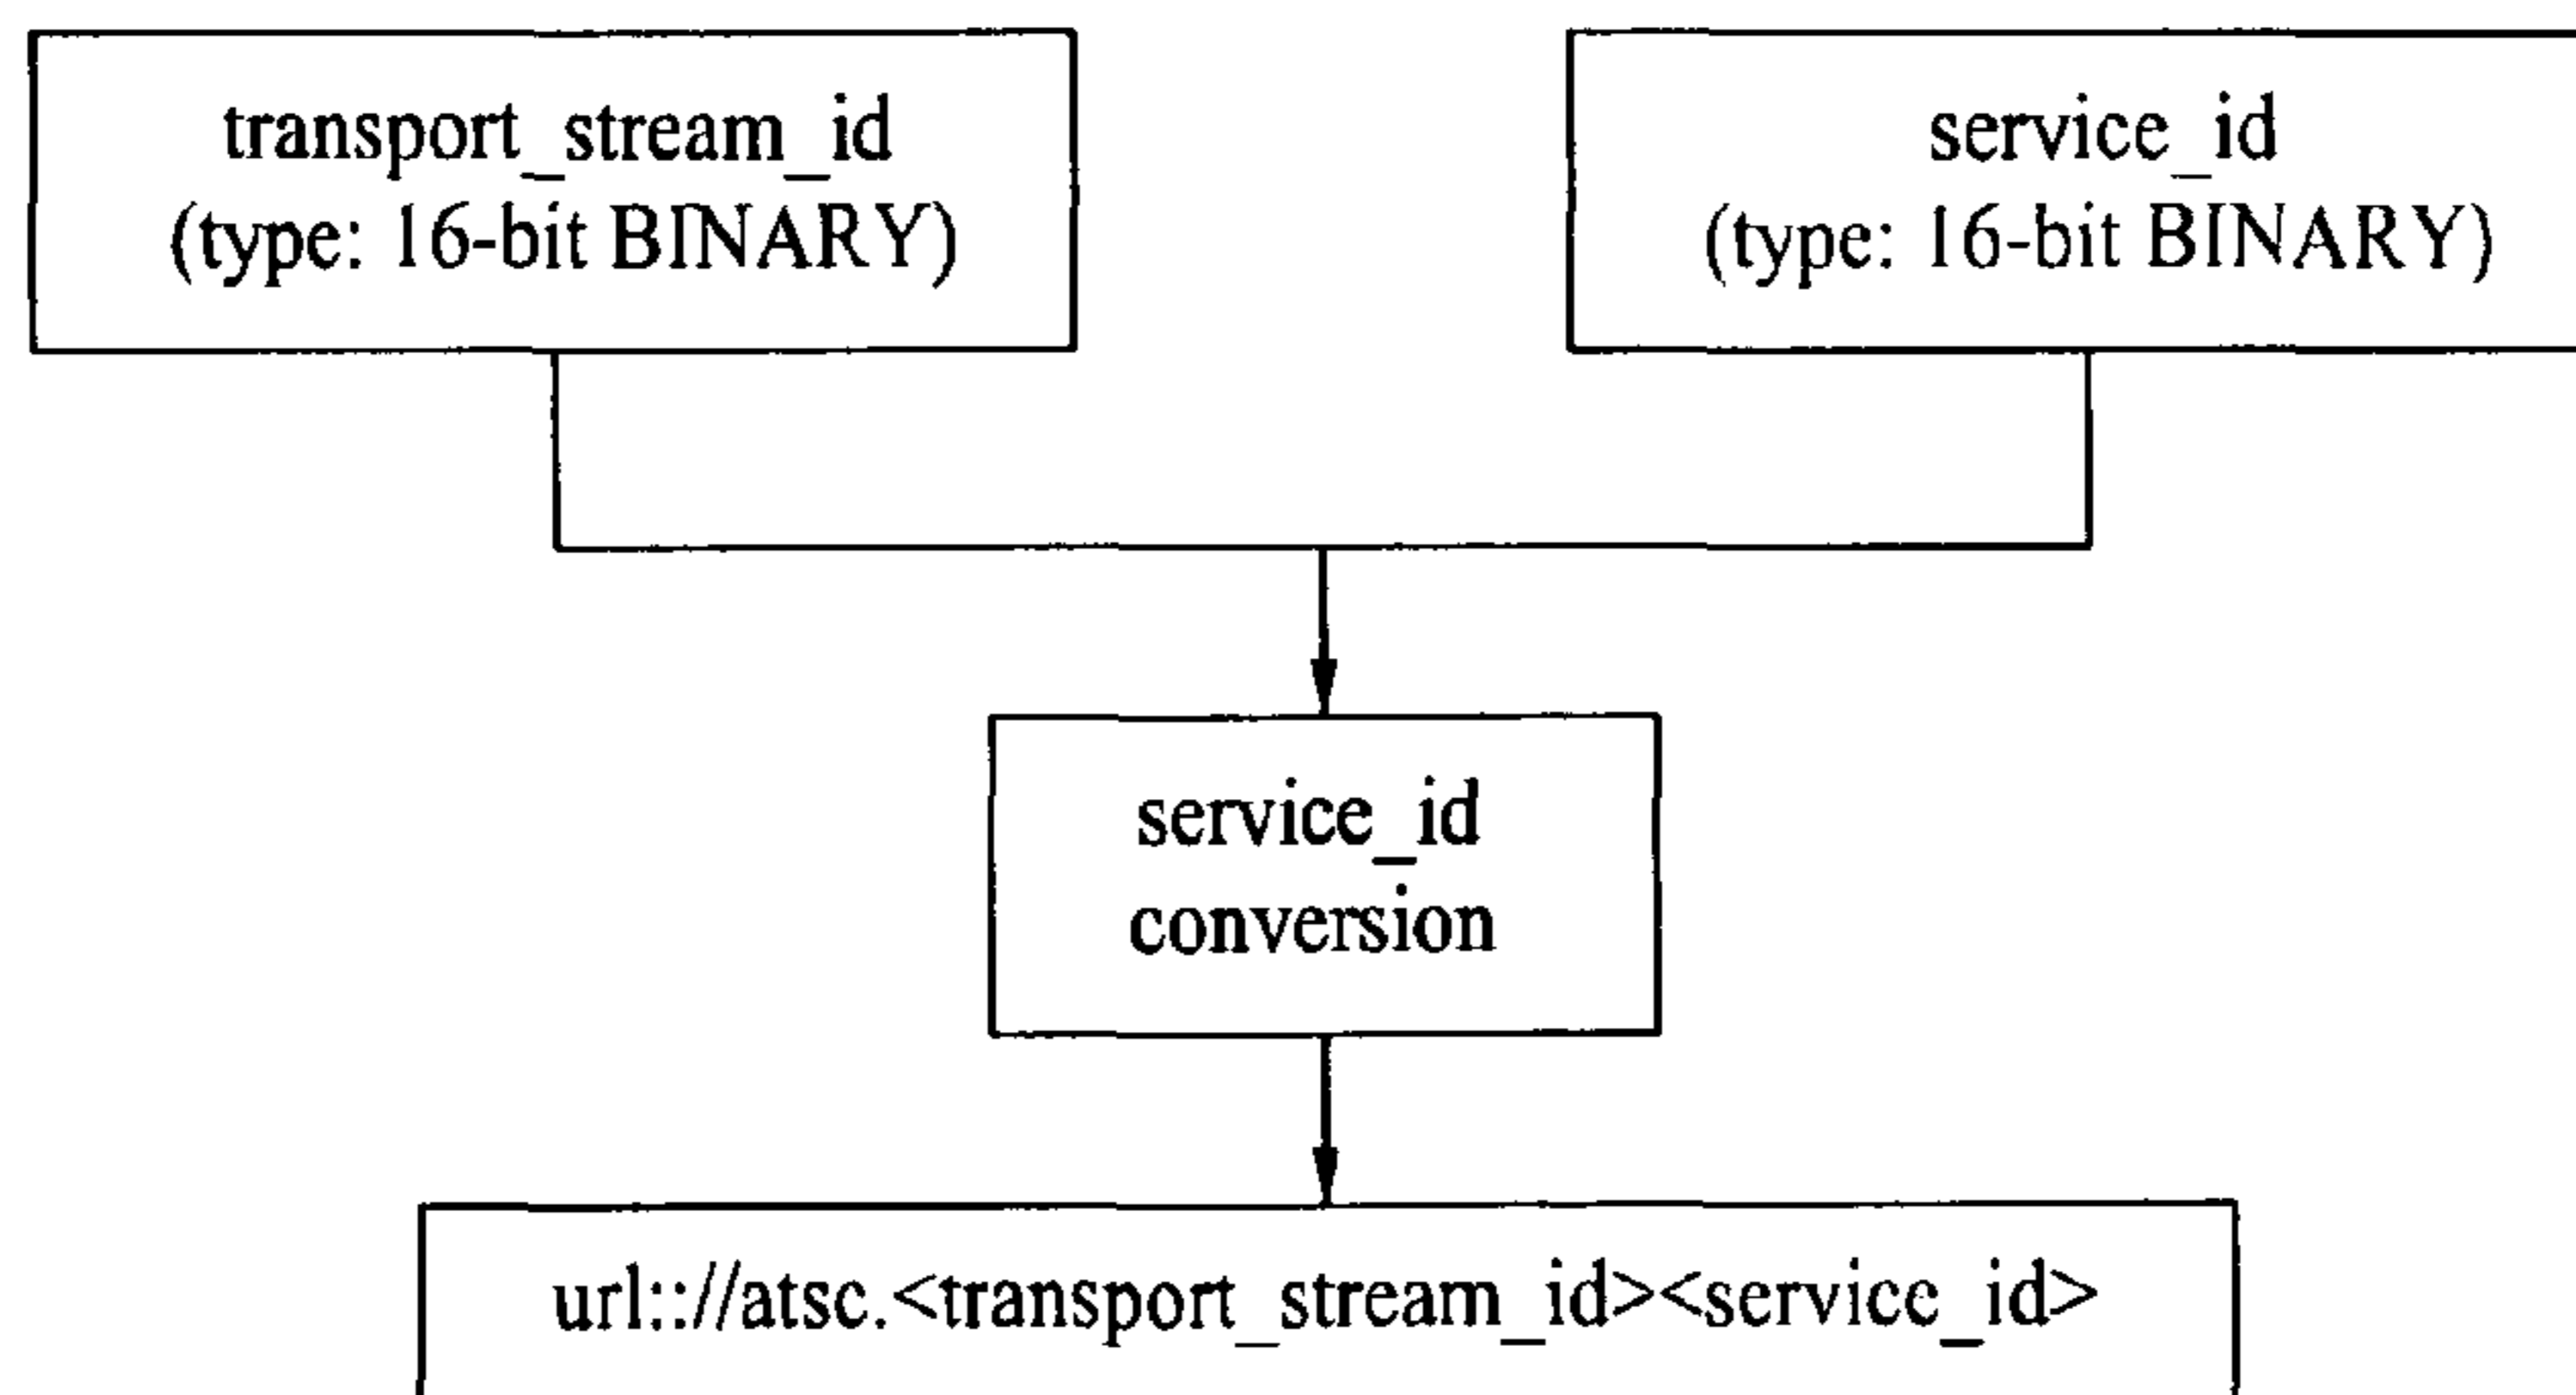 transport_stream_id
(type: 16-bit BINARY)
service_id
(type: 16-bit BINARY)
service_id
conversion
url:://atsc.<transport_stream_id><service_id>